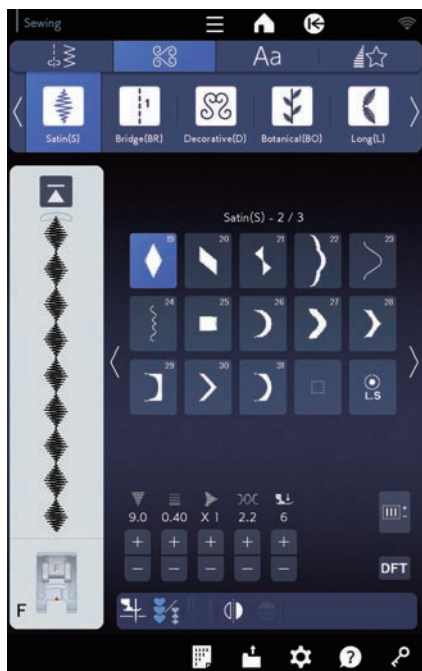 Sewing
Aa
Satin(S) Bridge(BR) Decorative(D) Botanical(BO) Long(L)
1
Satin(S) - 2 / 3
19 20 21 22 23
24 25 26 27 28
29 30 31 L.S
9.0 0.40 X 1 2.2 6
+ + + + +
− − − − −
DFT
F
F
?